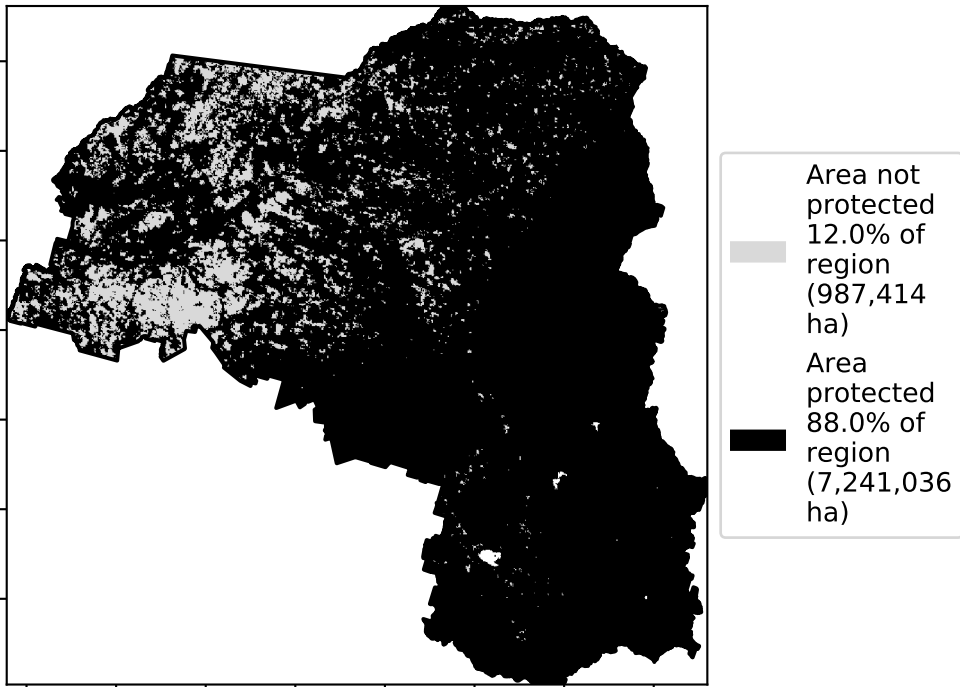 Area not
protected
12.0% of
region
(987,414
ha)
Area
protected
88.0% of
region
(7,241,036
ha)